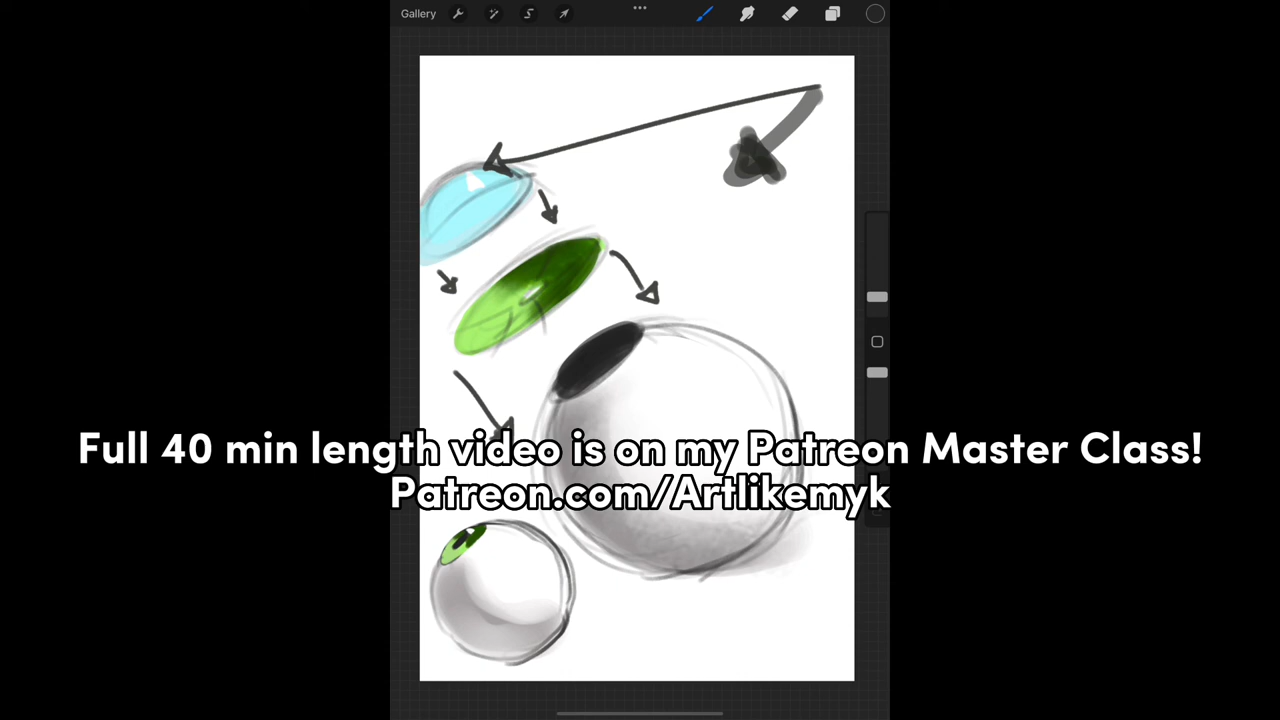 Gallery
Full 40 min length video is on my Patreon Master Class!
Patreon.com/Artlikemyk